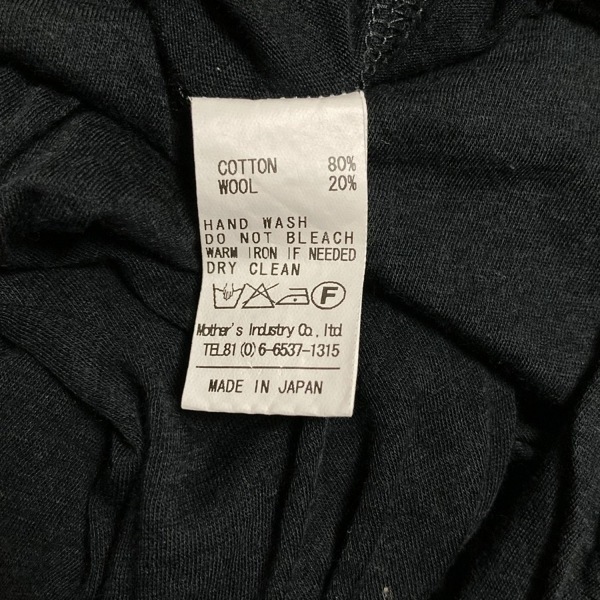 COTTON 80%
WOOL 20%
HAND WASH
DO NOT BLEACH
WARM IRON IF NEEDED
DRY CLEAN
F
Mother's Industry Co., ltd.
TEL81(0)6-6537-1315
MADE IN JAPAN